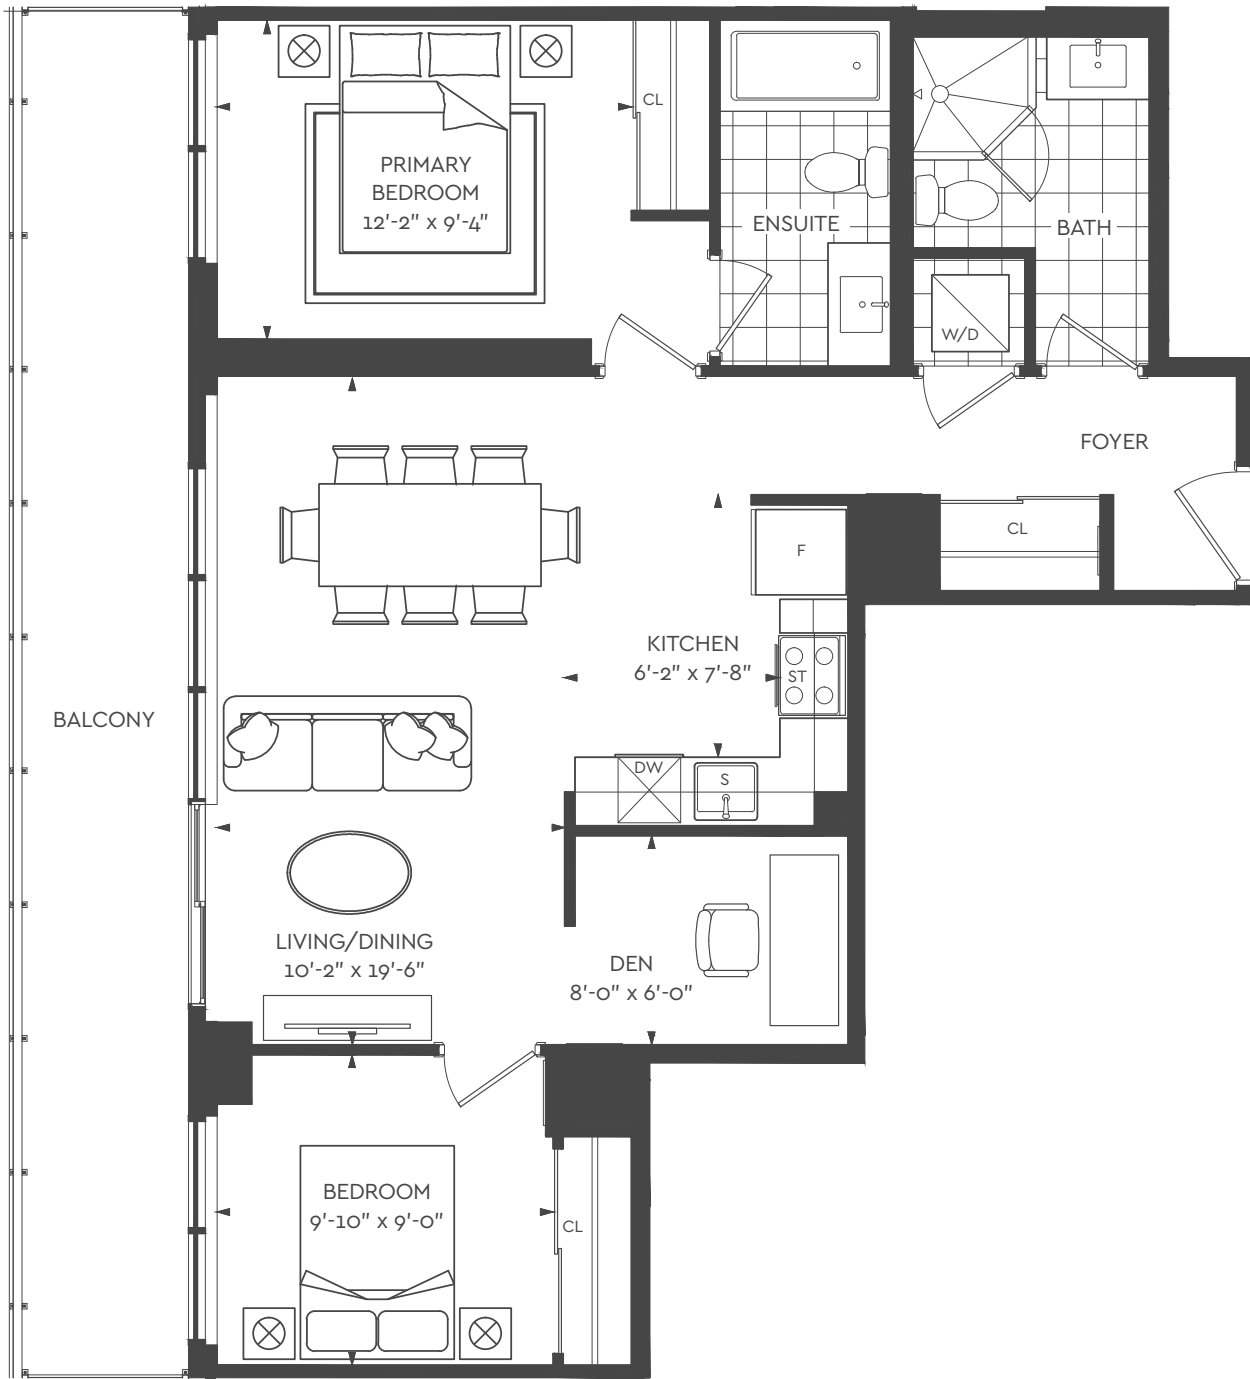 CL
PRIMARY
BEDROOM
12'-2" x 9'-4"
ENSUITE
BATH
W/D
FOYER
CL
F
KITCHEN
6'-2" x 7'-8"
ST
BALCONY
DW
S
LIVING/DINING
10'-2" x 19'-6"
DEN
8'-0" x 6'-0"
BEDROOM
9'-10" x 9'-0"
CL